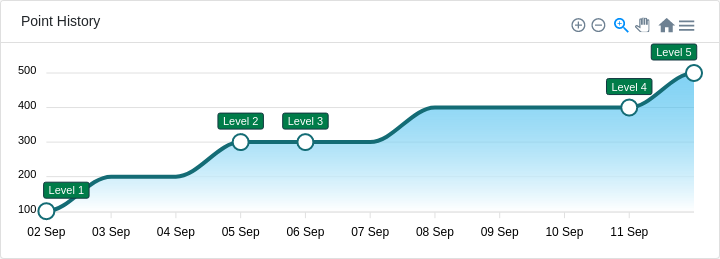 Point History
Level 5
500
Level 4
400
Level 2
Level 3
300
200
Level 1
100
02 Sep
03 Sep
04 Sep
05 Sep
06 Sep
07 Sep
08 Sep
09 Sep
10 Sep
11 Sep